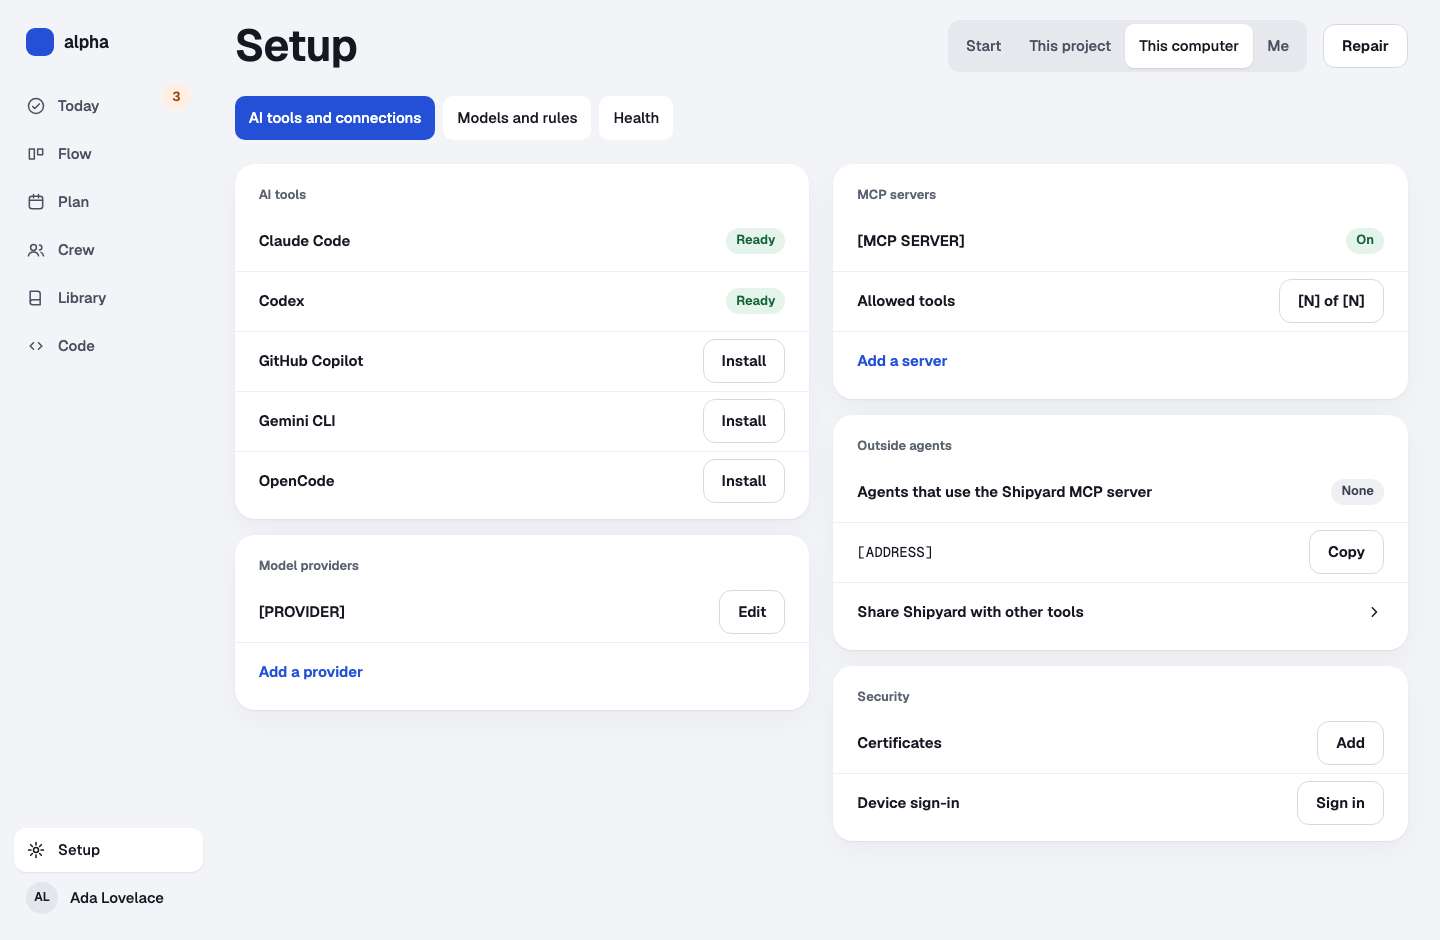 alpha
Today
3
Flow
Plan
Crew
Library
Code
Setup
AL
Ada Lovelace
Setup
Start
This project
This computer
Me
Repair
AI tools and connections
Models and rules
Health
AI tools
Claude Code
Ready
Codex
Ready
GitHub Copilot
Install
Gemini CLI
Install
OpenCode
Install
Model providers
[PROVIDER]
Edit
Add a provider
MCP servers
[MCP SERVER]
On
Allowed tools
[N] of [N]
Add a server
Outside agents
Agents that use the Shipyard MCP server
None
[ADDRESS]
Copy
Share Shipyard with other tools
Security
Certificates
Add
Device sign-in
Sign in